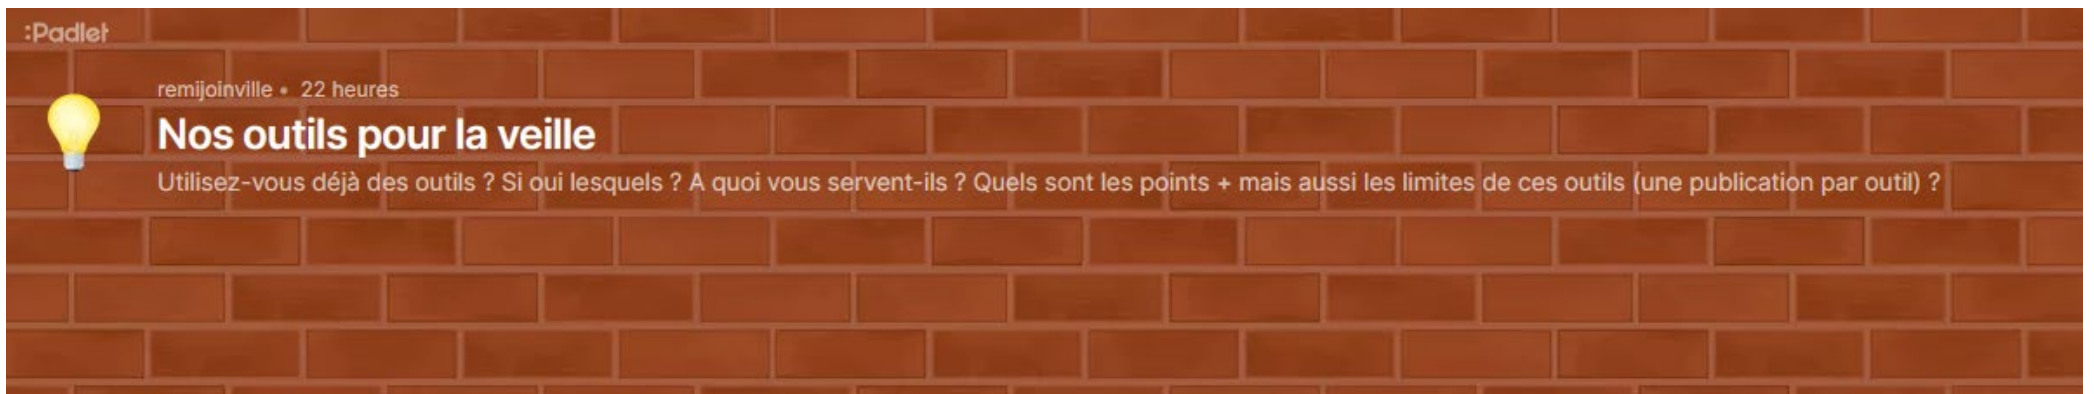 :Padlet
remijoinville • 22 heures
Nos outils pour la veille
Utilisez-vous déjà des outils ? Si oui lesquels ? A quoi vous servent-ils ? Quels sont les points + mais aussi les limites de ces outils (une publication par outil) ?